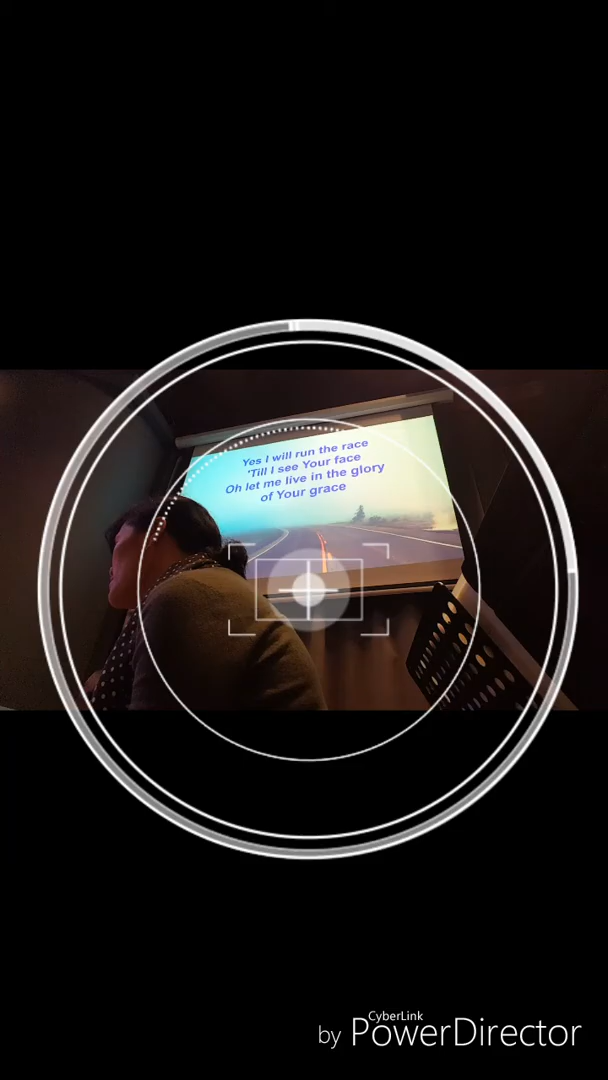 Yes I will run the race
'Till I see Your face
Oh let me live in the glory
of Your grace
CyberLink
by PowerDirector